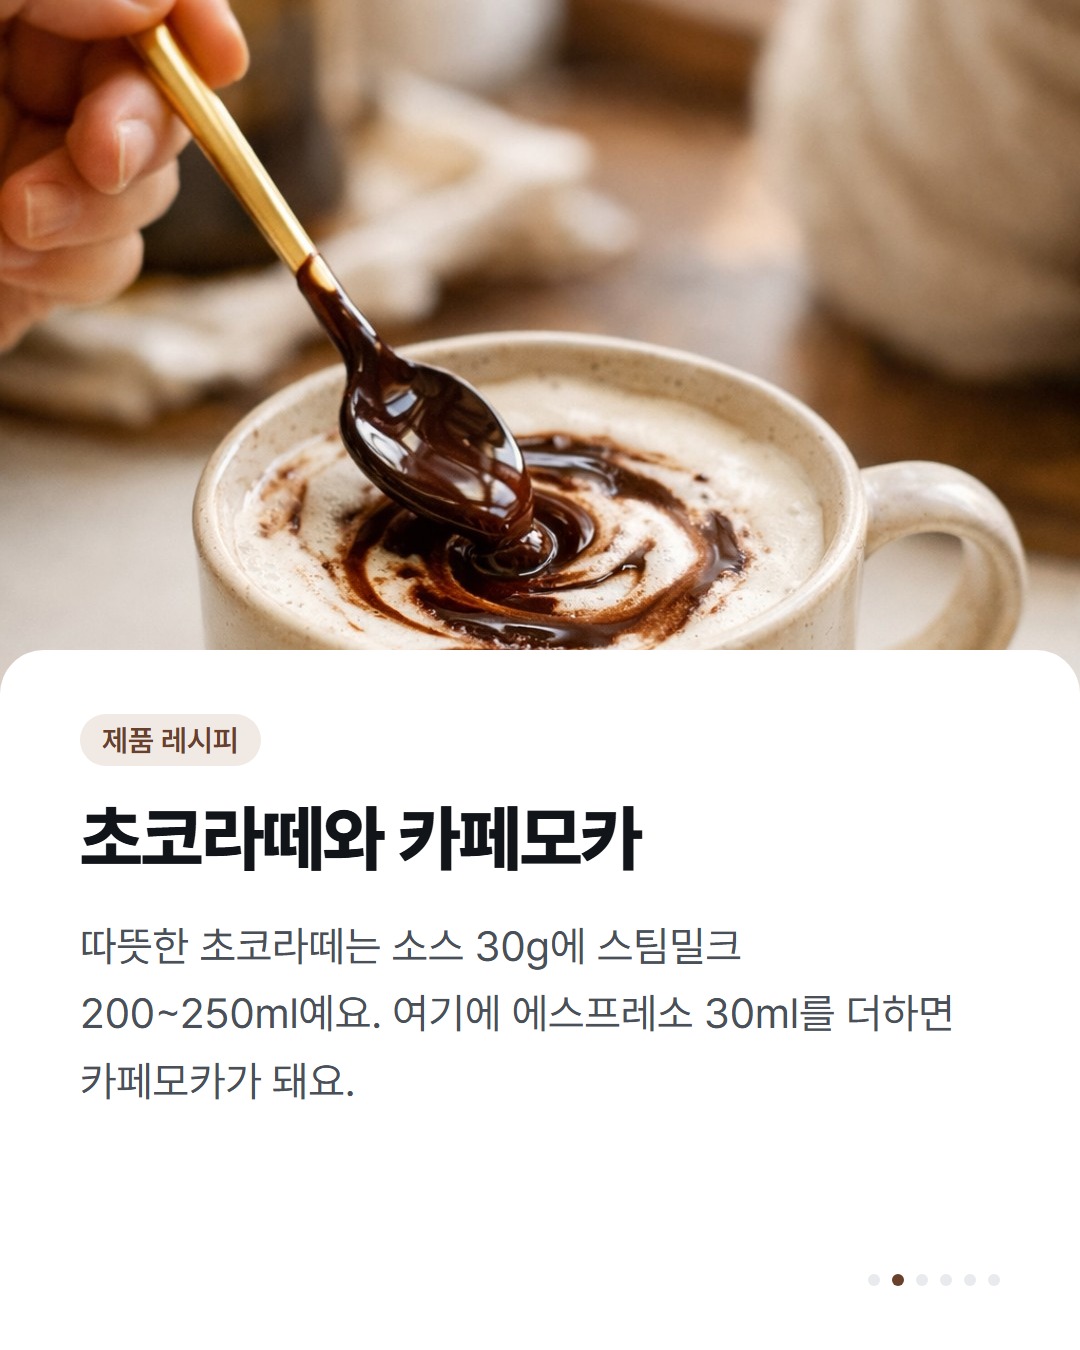 제품 레시피
초코라떼와 카페모카
따뜻한 초코라떼는 소스 30g에 스팀밀크
200~250ml예요. 여기에 에스프레소 30ml를 더하면
카페모카가 돼요.